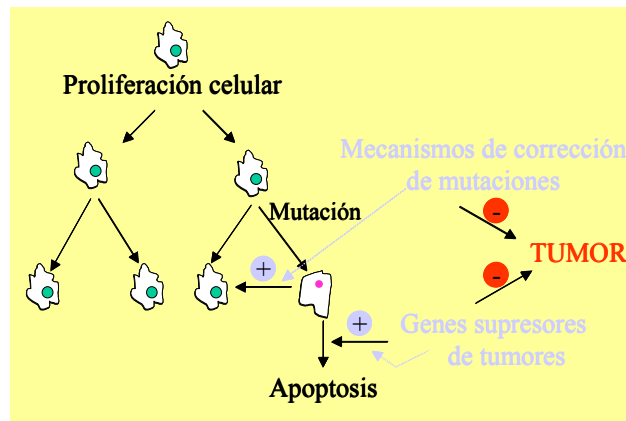 Proliferación celular
Mecanismos de corrección
de mutaciones
Mutación
-
TUMOR
+
-
+
Genes supresores
de tumores
Apoptosis